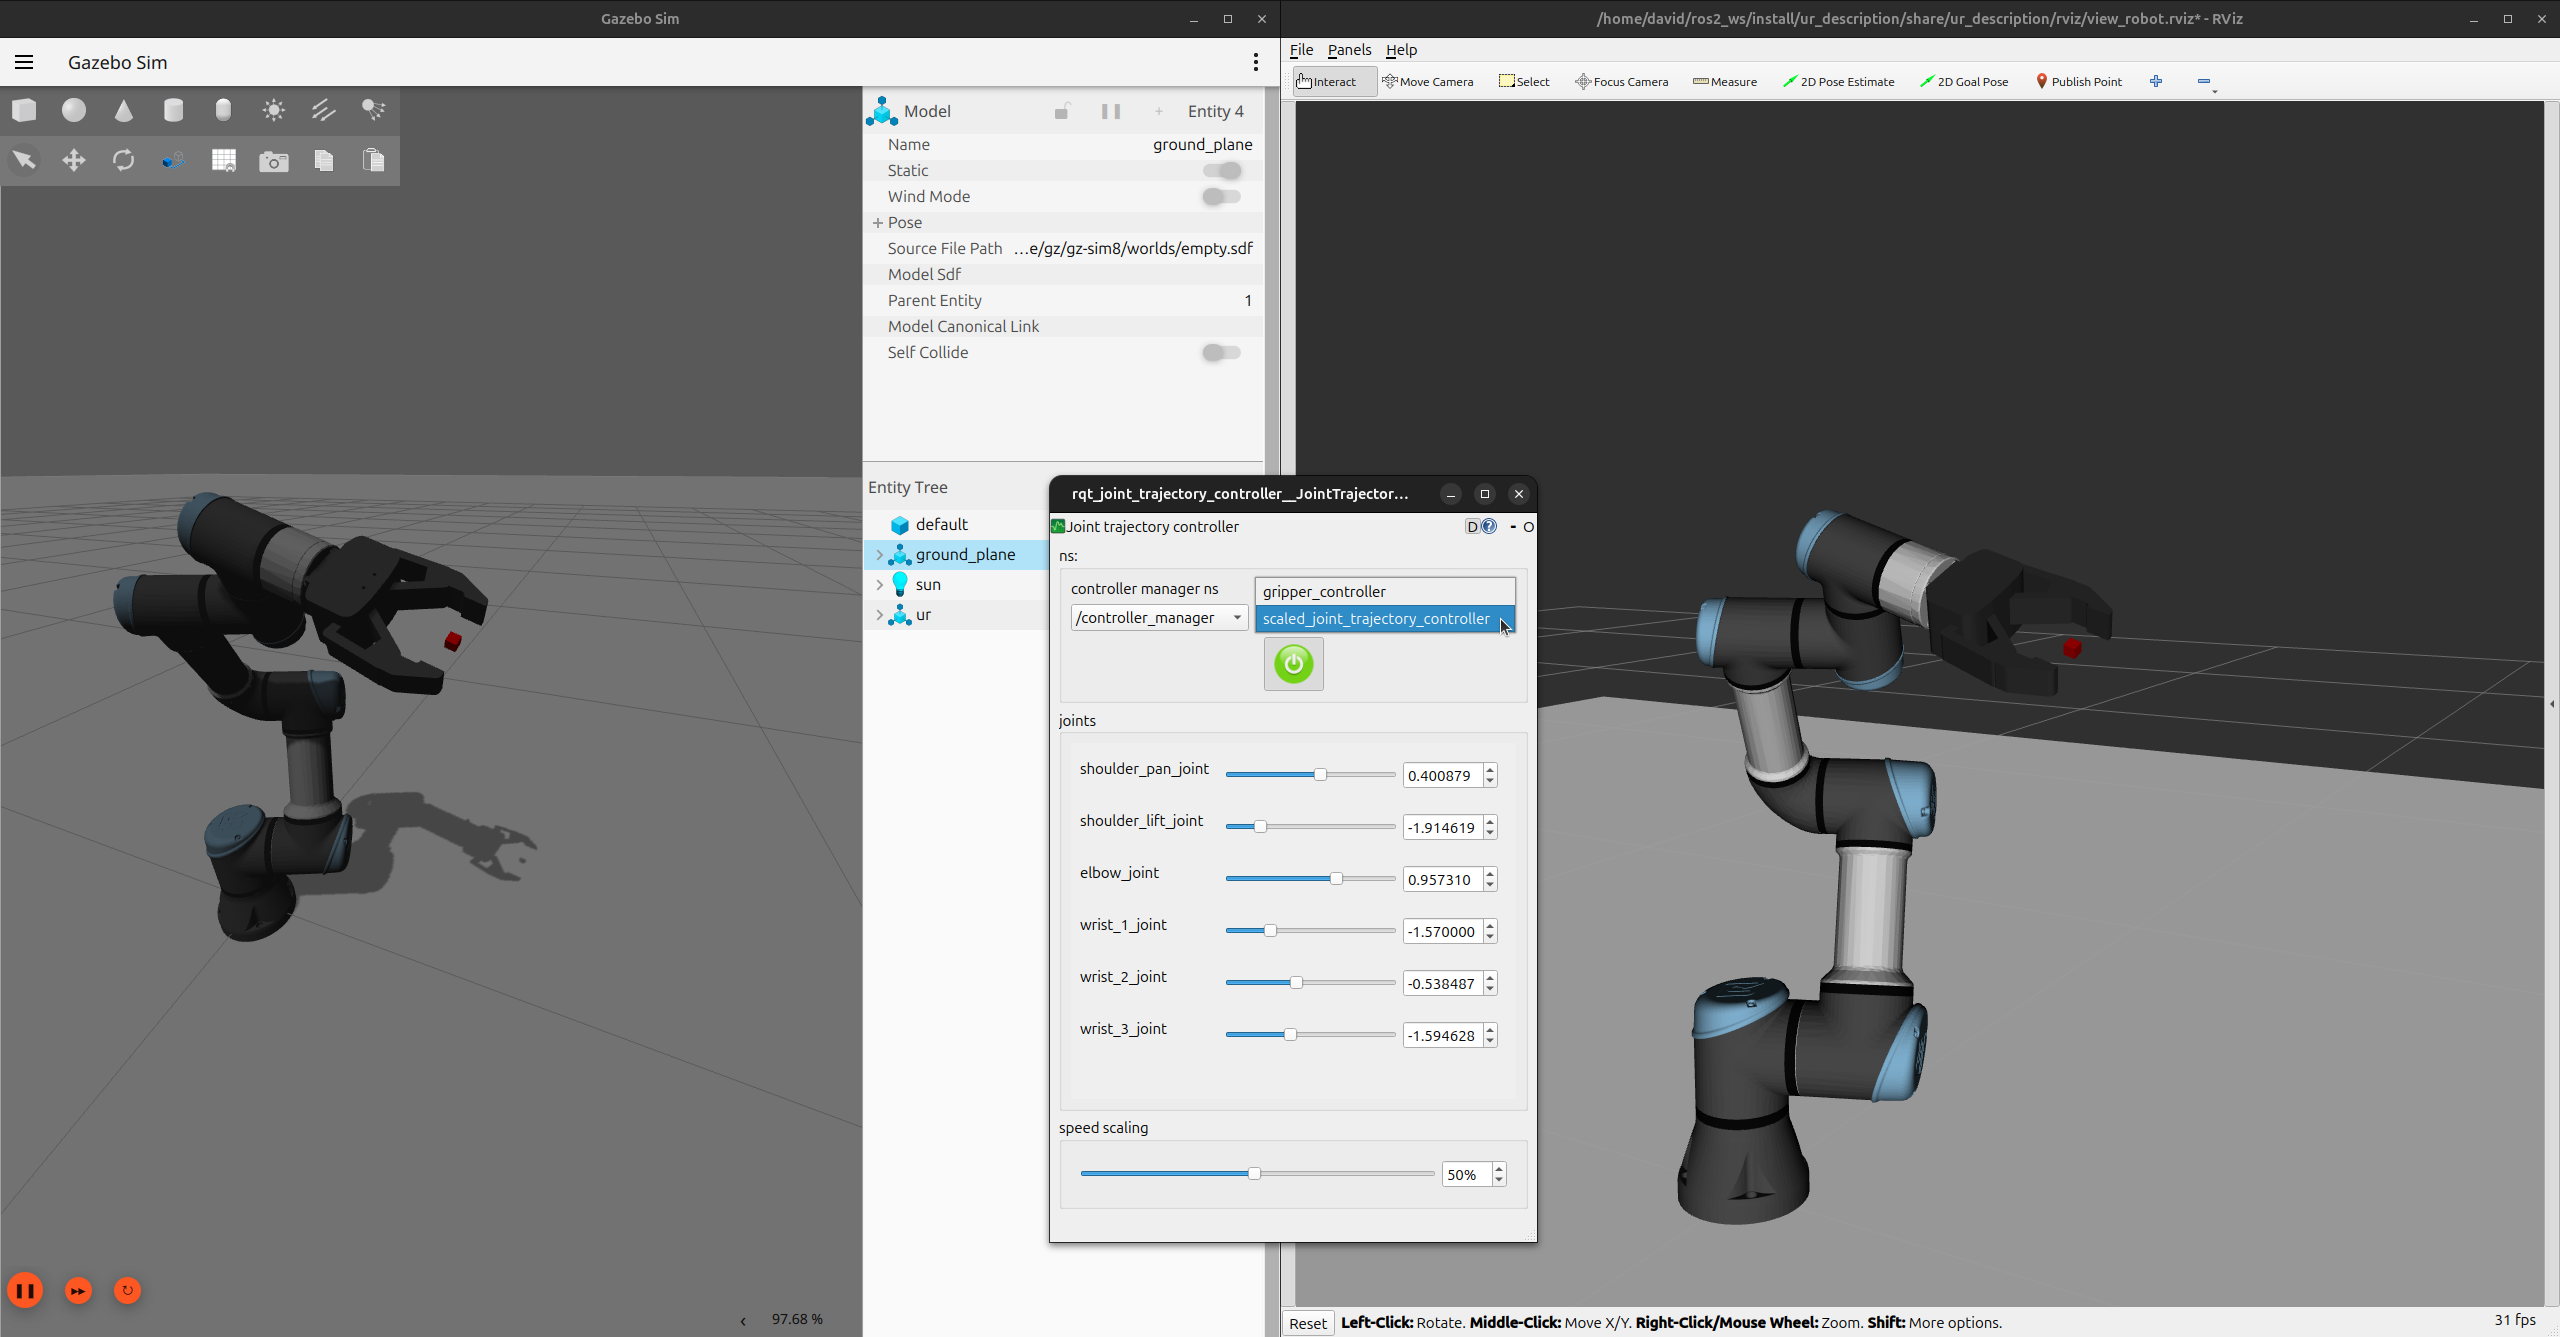 Gazebo Sim
/home/david/ros2_ws/install/ur_description/share/ur_description/rviz/view_robot.rviz* - RViz
Gazebo Sim
File Panels Help
Interact Move Camera Select Focus Camera Measure 2D Pose Estimate 2D Goal Pose Publish Point
Model Entity 4
Name ground_plane
Static
Wind Mode
Pose
Source File Path ...e/gz/gz-sim8/worlds/empty.sdf
Model Sdf
Parent Entity 1
Model Canonical Link
Self Collide
Entity Tree
default
ground_plane
sun
ur
rqt_joint_trajectory_controller__JointTrajector...
Joint trajectory controller D ? - O
ns:
controller manager ns
/controller_manager
gripper_controller
scaled_joint_trajectory_controller
joints
shoulder_pan_joint 0.400879
shoulder_lift_joint -1.914619
elbow_joint 0.957310
wrist_1_joint -1.570000
wrist_2_joint -0.538487
wrist_3_joint -1.594628
speed scaling
50%
97.68 %
Reset Left-Click: Rotate. Middle-Click: Move X/Y. Right-Click/Mouse Wheel: Zoom. Shift: More options. 31 fps